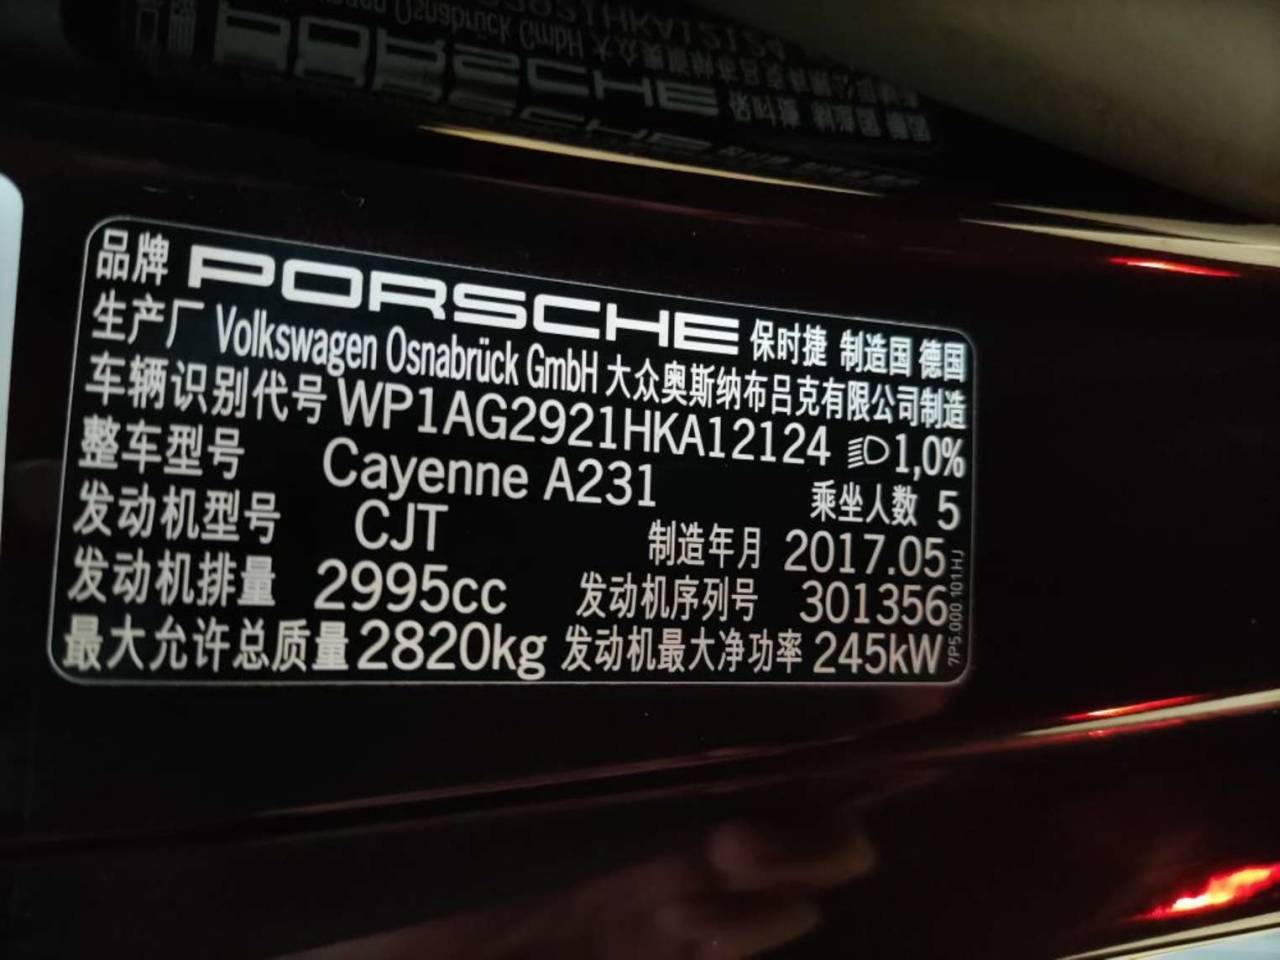 品牌 PORSCHE 保时捷 制造国 德国
生产厂 Volkswagen Osnabrück GmbH 大众奥斯纳布吕克有限公司制造
车辆识别代号 WP1AG2921HKA12124 1,0%
整车型号 Cayenne A231 乘坐人数 5
发动机型号 CJT 制造年月 2017.05
发动机排量 2995cc 发动机序列号 301356
最大允许总质量 2820kg 发动机最大净功率 245kW
7P5.000.101.HJ